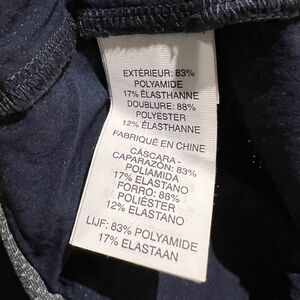 EXTÉRIEUR: 83%
POLYAMIDE
17% ÉLASTHANNE
DOUBLURE: 88%
POLYESTER
12% ÉLASTHANNE
FABRIQUÉ EN CHINE
CÁSCARA -
CAPARAZÓN: 83%
POLIAMIDA
17% ELASTANO
FORRO: 88%
POLIÉSTER
12% ELASTANO
LIJF: 83% POLYAMIDE
17% ELASTAAN